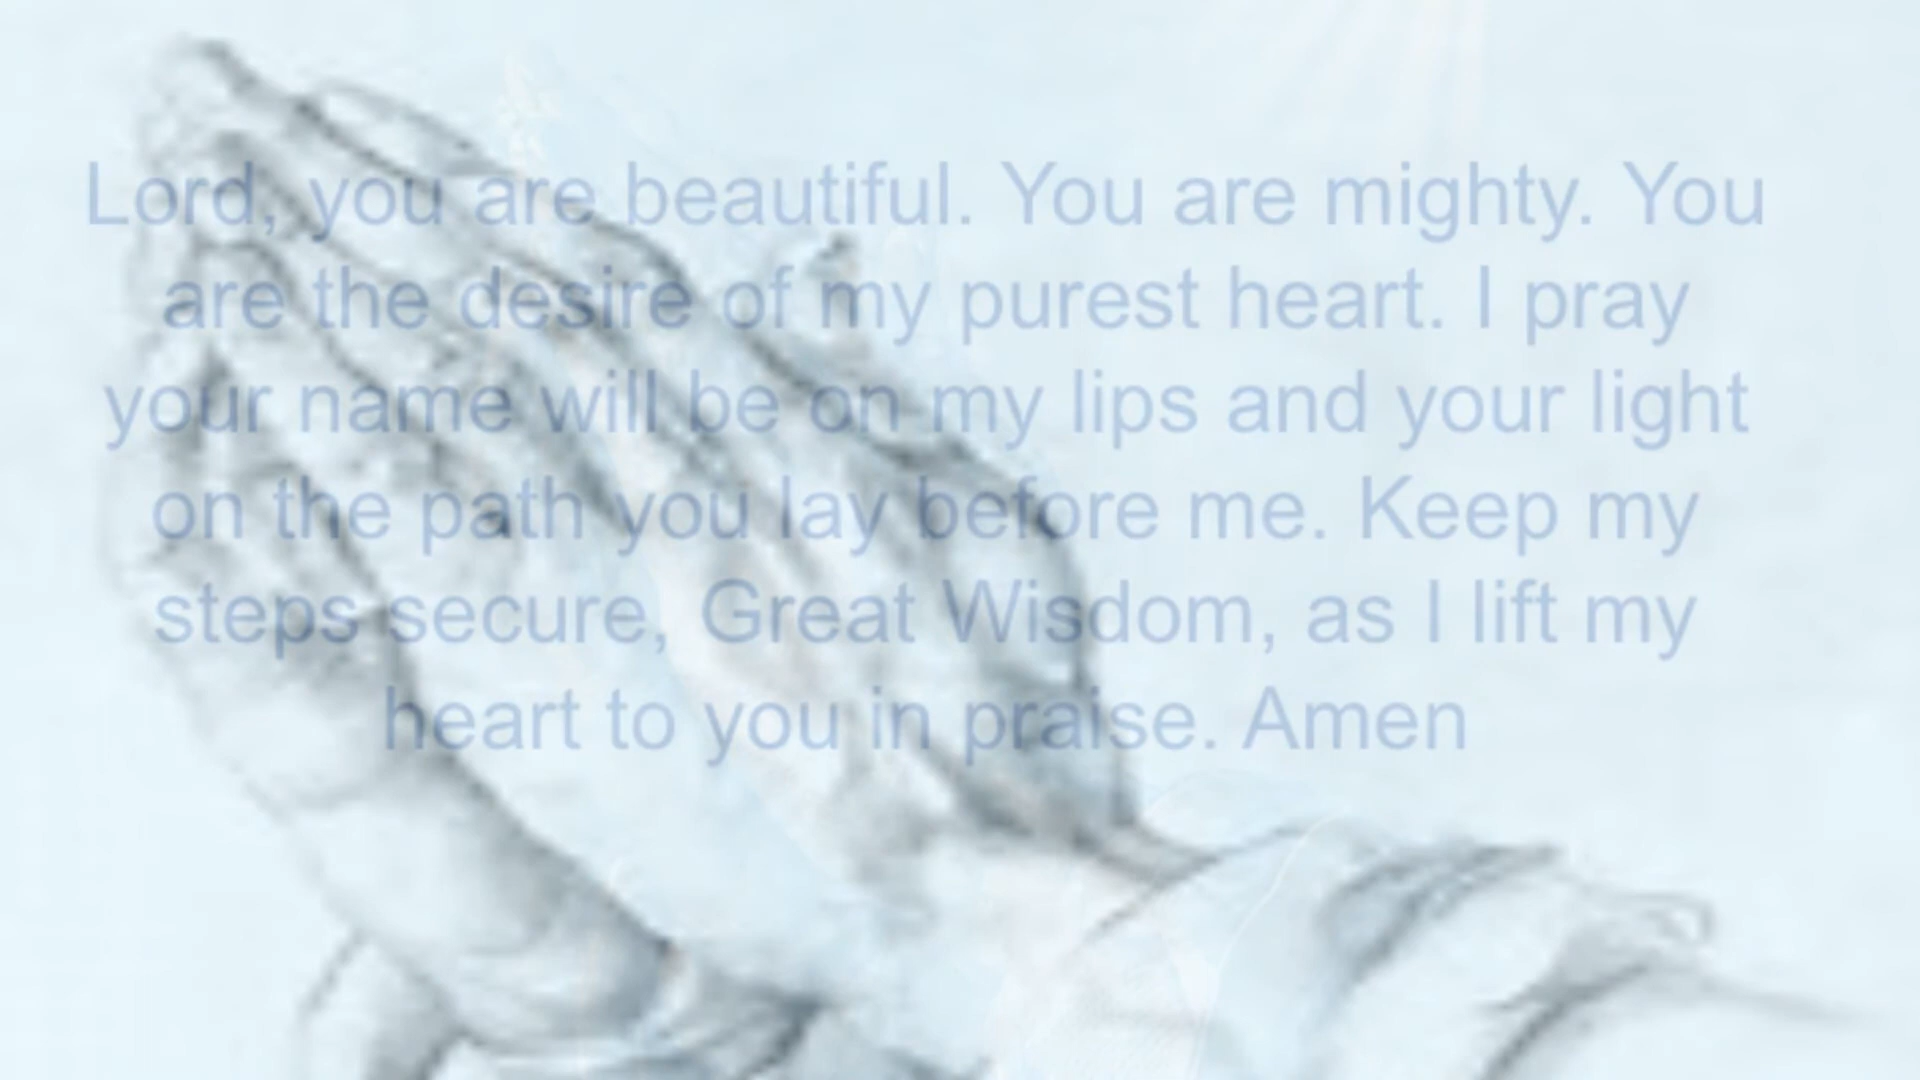 Lord, you are beautiful. You are mighty. You
are the desire of my purest heart. I pray
your name will be on my lips and your light
on the path you lay before me. Keep my
steps secure, Great Wisdom, as I lift my
heart to you in praise. Amen